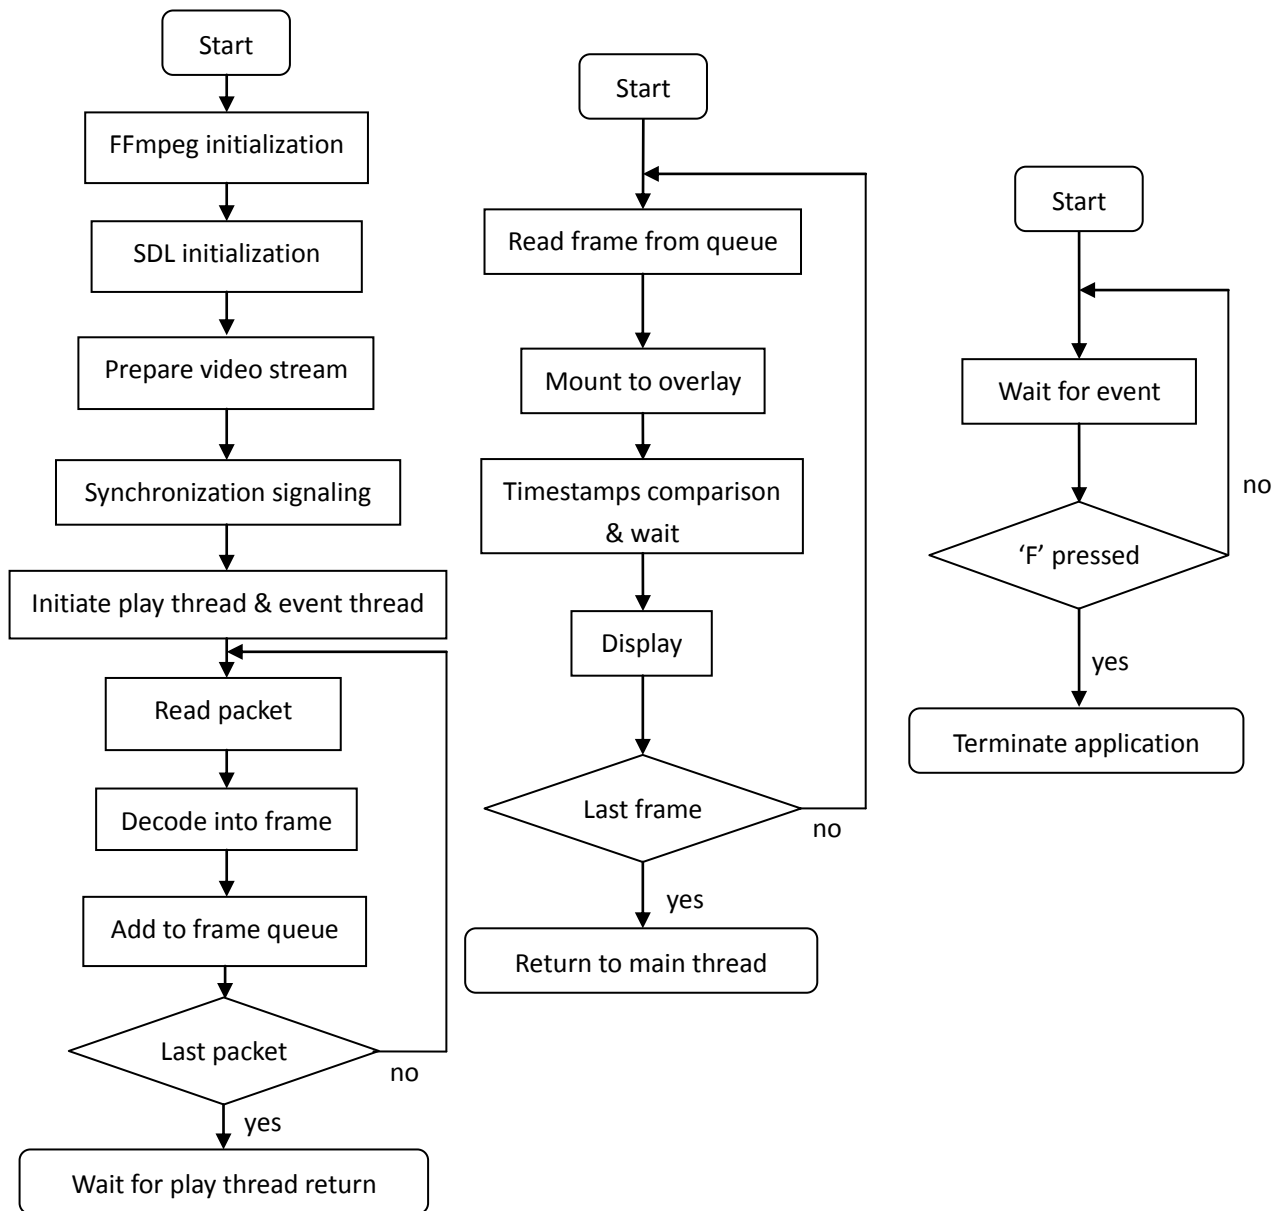 Start
FFmpeg initialization
SDL initialization
Prepare video stream
Synchronization signaling
Initiate play thread & event thread
Read packet
Decode into frame
Add to frame queue
Last packet
no
yes
Wait for play thread return
Start
Read frame from queue
Mount to overlay
Timestamps comparison
& wait
Display
Last frame
no
yes
Return to main thread
Start
Wait for event
no
‘F’ pressed
yes
Terminate application